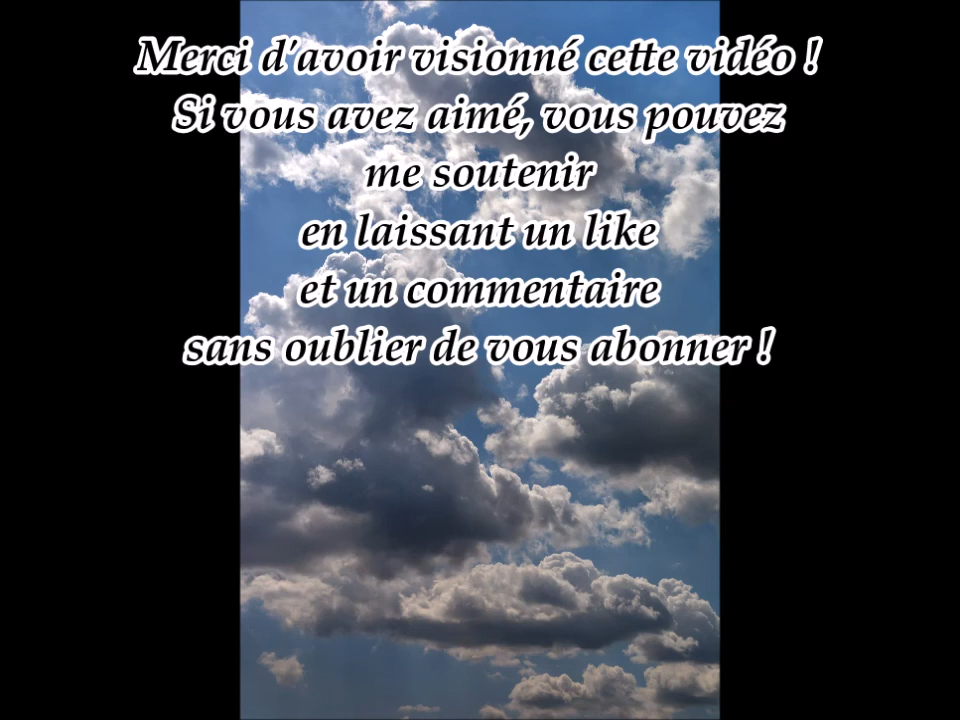 Merci d'avoir visionné cette vidéo !
Si vous avez aimé, vous pouvez
me soutenir
en laissant un like
et un commentaire
sans oublier de vous abonner !